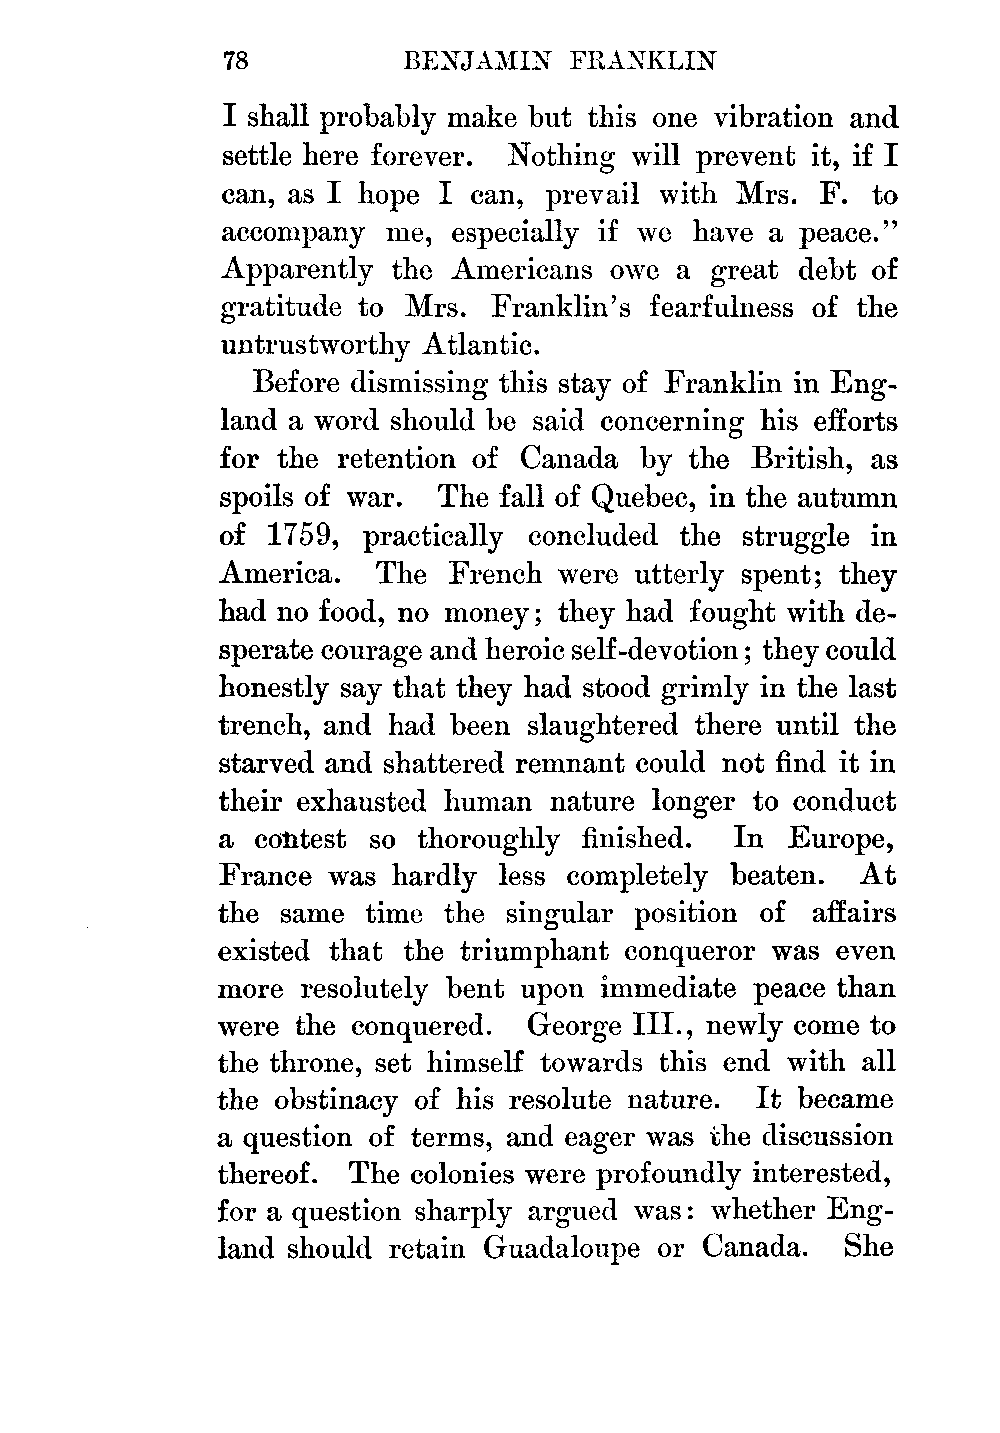 78 BENJAMIN FRANKLIN
I shall probably make but this one vibration and
settle here forever. Nothing will prevent it, if I
can, as I hope I can, prevail with Mrs. F. to
accompany me, especially if we have a peace.”
Apparently the Americans owe a great debt of
gratitude to Mrs. Franklin’s fearfulness of the
untrustworthy Atlantic.
Before dismissing this stay of Franklin in Eng-
land a word should be said concerning his efforts
for the retention of Canada by the British, as
spoils of war. The fall of Quebec, in the autumn
of 1759, practically concluded the struggle in
America. The French were utterly spent; they
had no food, no money; they had fought with de-
sperate courage and heroic self-devotion; they could
honestly say that they had stood grimly in the last
trench, and had been slaughtered there until the
starved and shattered remnant could not find it in
their exhausted human nature longer to conduct
a contest so thoroughly finished. In Europe,
France was hardly less completely beaten. At
the same time the singular position of affairs
existed that the triumphant conqueror was even
more resolutely bent upon immediate peace than
were the conquered. George III., newly come to
the throne, set himself towards this end with all
the obstinacy of his resolute nature. It became
a question of terms, and eager was the discussion
thereof. The colonies were profoundly interested,
for a question sharply argued was: whether Eng-
land should retain Guadaloupe or Canada. She